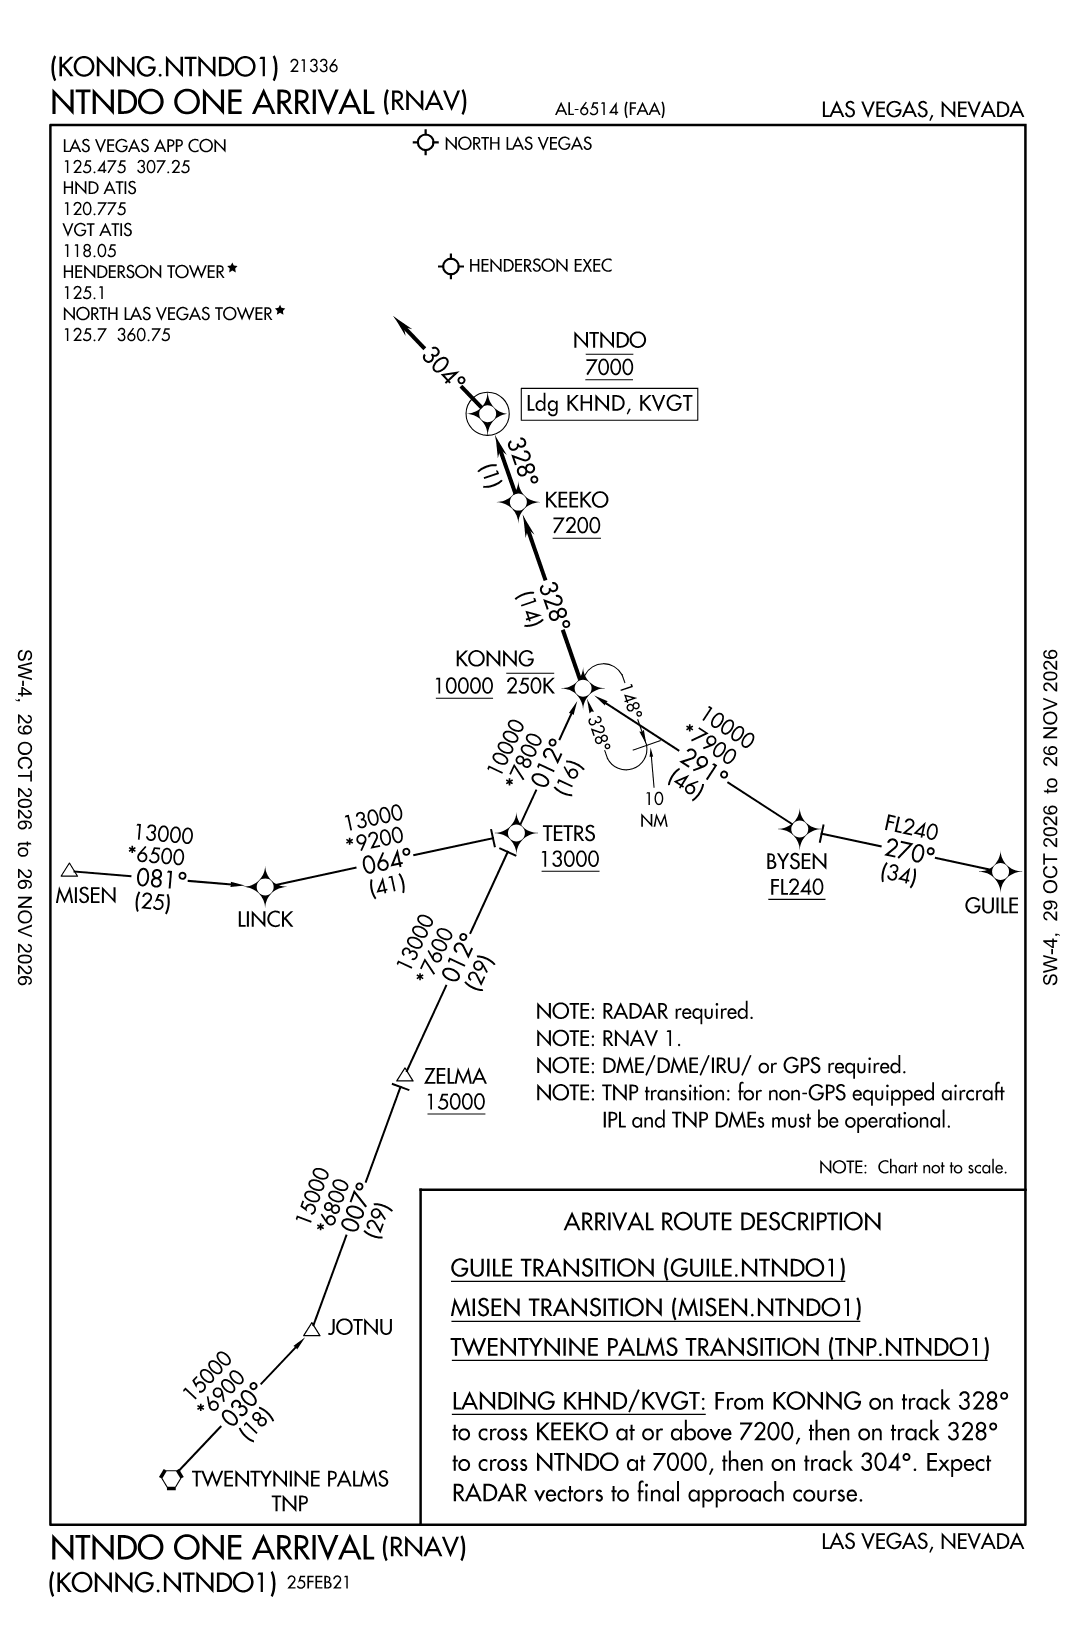 (KONNG.NTNDO1) 21336
NTNDO ONE ARRIVAL (RNAV)
AL-6514 (FAA)
LAS VEGAS, NEVADA
LAS VEGAS APP CON
125.475 307.25
HND ATIS
120.775
VGT ATIS
118.05
HENDERSON TOWER★
125.1
NORTH LAS VEGAS TOWER★
125.7 360.75
NORTH LAS VEGAS
HENDERSON EXEC
304°
NTNDO
7000
Ldg KHND, KVGT
328°
(1)
KEEKO
7200
328°
(14)
KONNG
10000 250K
148°
328°
10
NM
10000
*7900
291°
(46)
10000
*7800
012°
(16)
TETRS
13000
BYSEN
FL240
FL240
270°
(34)
GUILE
13000
*9200
064°
(41)
13000
*6500
081°
(25)
MISEN
LINCK
13000
*7600
012°
(29)
ZELMA
15000
15000
*6800
007°
(29)
JOTNU
15000
*6900
030°
(18)
TWENTYNINE PALMS
TNP
NOTE: RADAR required.
NOTE: RNAV 1.
NOTE: DME/DME/IRU/ or GPS required.
NOTE: TNP transition: for non-GPS equipped aircraft
IPL and TNP DMEs must be operational.
NOTE: Chart not to scale.
ARRIVAL ROUTE DESCRIPTION
GUILE TRANSITION (GUILE.NTNDO1)
MISEN TRANSITION (MISEN.NTNDO1)
TWENTYNINE PALMS TRANSITION (TNP.NTNDO1)
LANDING KHND/KVGT: From KONNG on track 328°
to cross KEEKO at or above 7200, then on track 328°
to cross NTNDO at 7000, then on track 304°. Expect
RADAR vectors to final approach course.
SW-4, 29 OCT 2026 to 26 NOV 2026
SW-4, 29 OCT 2026 to 26 NOV 2026
NTNDO ONE ARRIVAL (RNAV)
(KONNG.NTNDO1) 25FEB21
LAS VEGAS, NEVADA